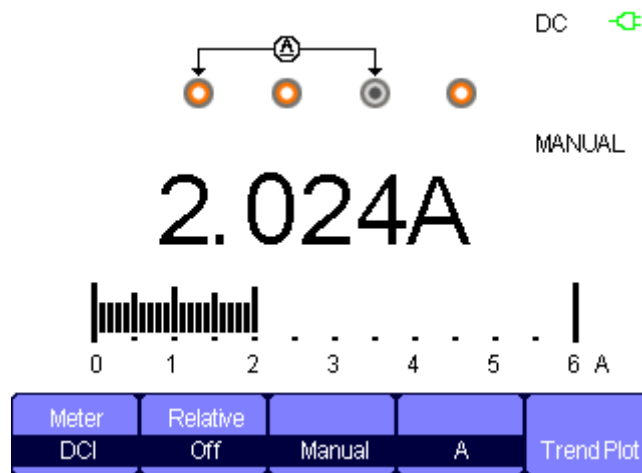 DC
A
MANUAL
2.024A
0 1 2 3 4 5 6 A
Meter Relative
DCI Off Manual A Trend Plot